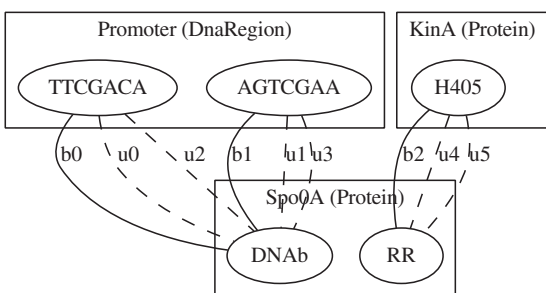 Promoter (DnaRegion) KinA (Protein)
TTCGACA AGTCGAA H405
b0 u0 u2 b1 u1 u3 b2 u4 u5
Spo0A (Protein)
DNAb RR